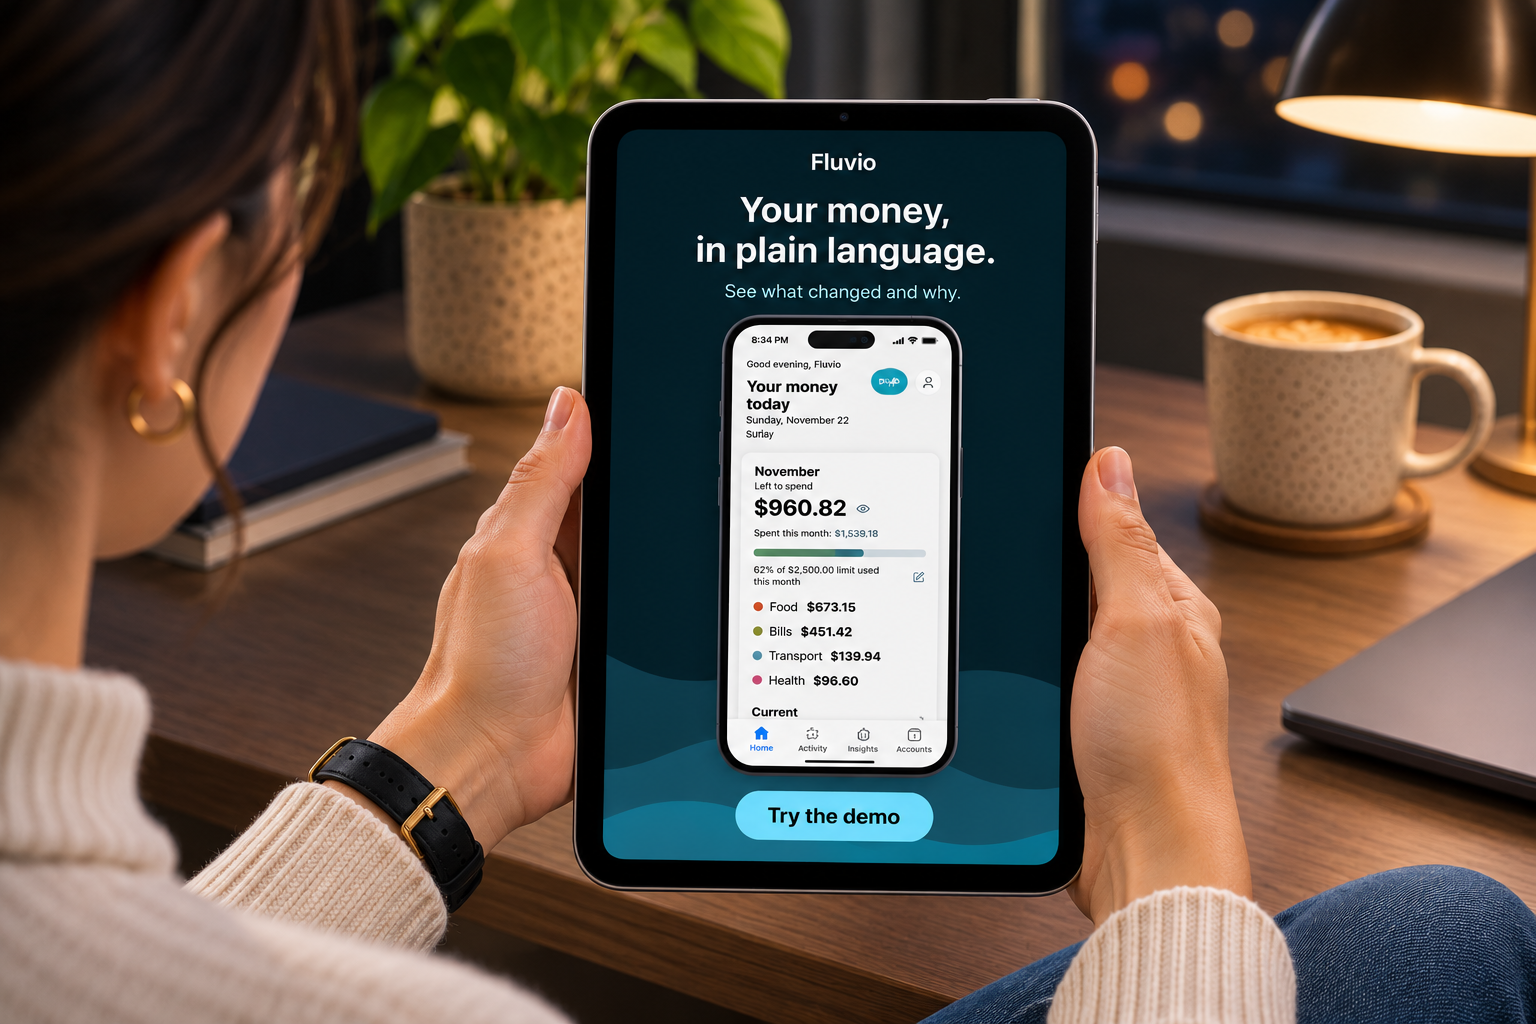 Fluvio
Your money,
in plain language.
See what changed and why.
8:34 PM
Good evening, Fluvio
Your money
today
Sunday, November 22
November
Left to spend
$960.82
Spent this month: $1,539.18
62% of $2,500.00 limit used
this month
Food $673.15
Bills $451.42
Transport $139.94
Health $96.60
Current
Home Activity Insights Accounts
Try the demo